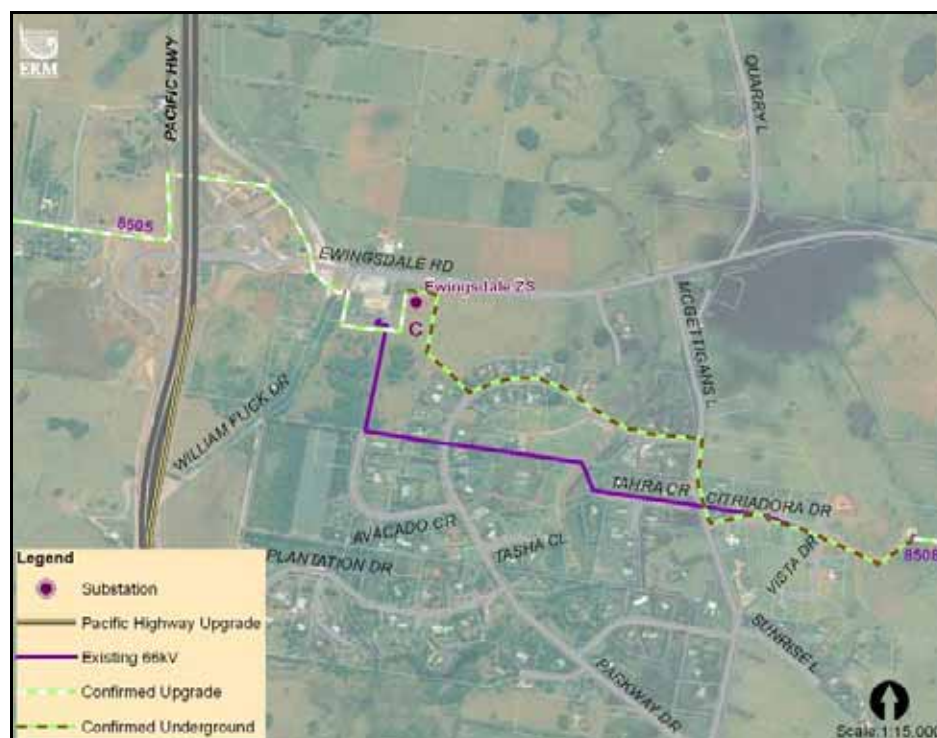 ERM
PACIFIC HWY
QUARRY L
8505
EWINGSDALE RD
Ewingsdale ZS
C
MCGETTIGANS L
WILLIAM FLICK DR
TAHRA CR
CITRIADORA DR
AVACADO CR
TASHA CL
VISTA DR
8508
PLANTATION DR
SUNRISE L
PARKWAY DR
Legend
Substation
Pacific Highway Upgrade
Existing 66kV
Confirmed Upgrade
Confirmed Underground
Scale 1:15,000